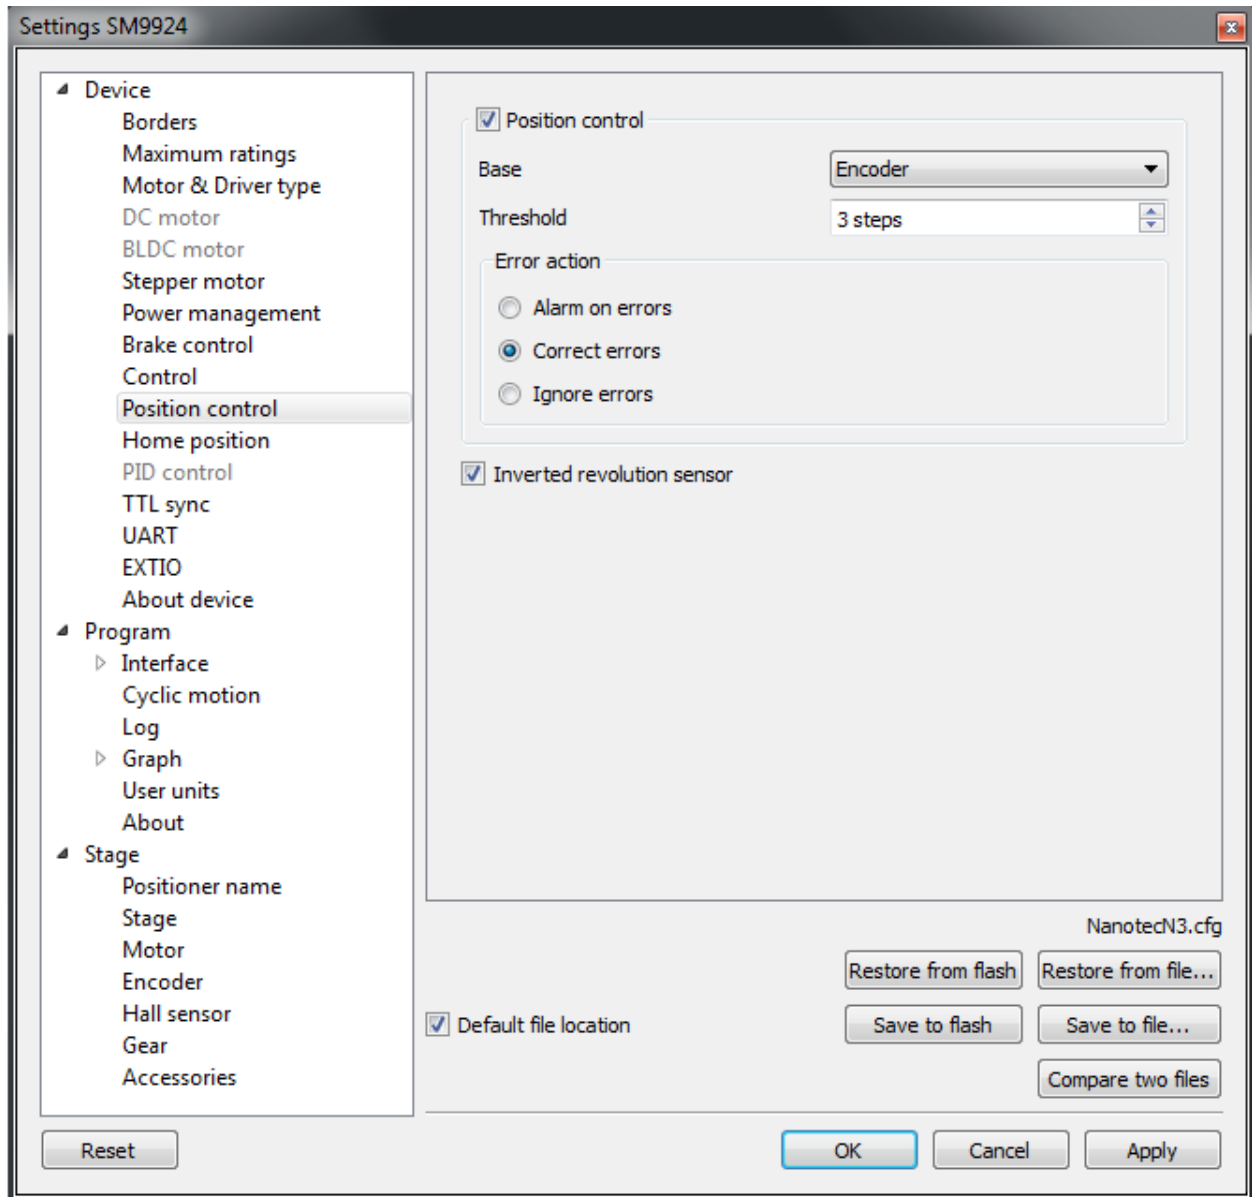 Settings SM9924
Device
Borders
Maximum ratings
Motor & Driver type
DC motor
BLDC motor
Stepper motor
Power management
Brake control
Control
Position control
Home position
PID control
TTL sync
UART
EXTIO
About device
Program
Interface
Cyclic motion
Log
Graph
User units
About
Stage
Positioner name
Stage
Motor
Encoder
Hall sensor
Gear
Accessories
Position control
Base Encoder
Threshold 3 steps
Error action
Alarm on errors
Correct errors
Ignore errors
Inverted revolution sensor
NanotecN3.cfg
Restore from flash Restore from file...
Default file location Save to flash Save to file...
Compare two files
Reset OK Cancel Apply